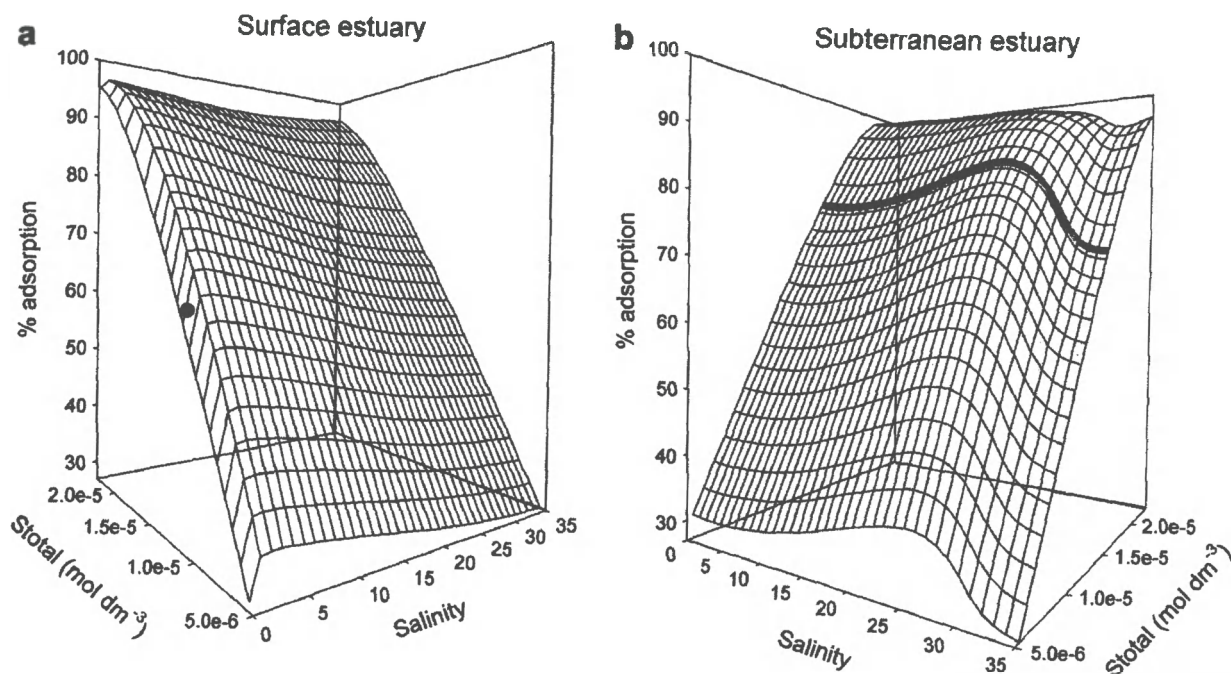 a
Surface estuary
100
90
80
70
60
50
40
30
% adsorption
2.0e-5
1.5e-5
1.0e-5
5.0e-6
Stotal (mol dm⁻³)
0
5
10
15
20
25
30
35
Salinity
b
Subterranean estuary
100
90
80
70
60
50
40
30
% adsorption
0
5
10
15
20
25
30
35
Salinity
2.0e-5
1.5e-5
1.0e-5
5.0e-6
Stotal (mol dm⁻³)